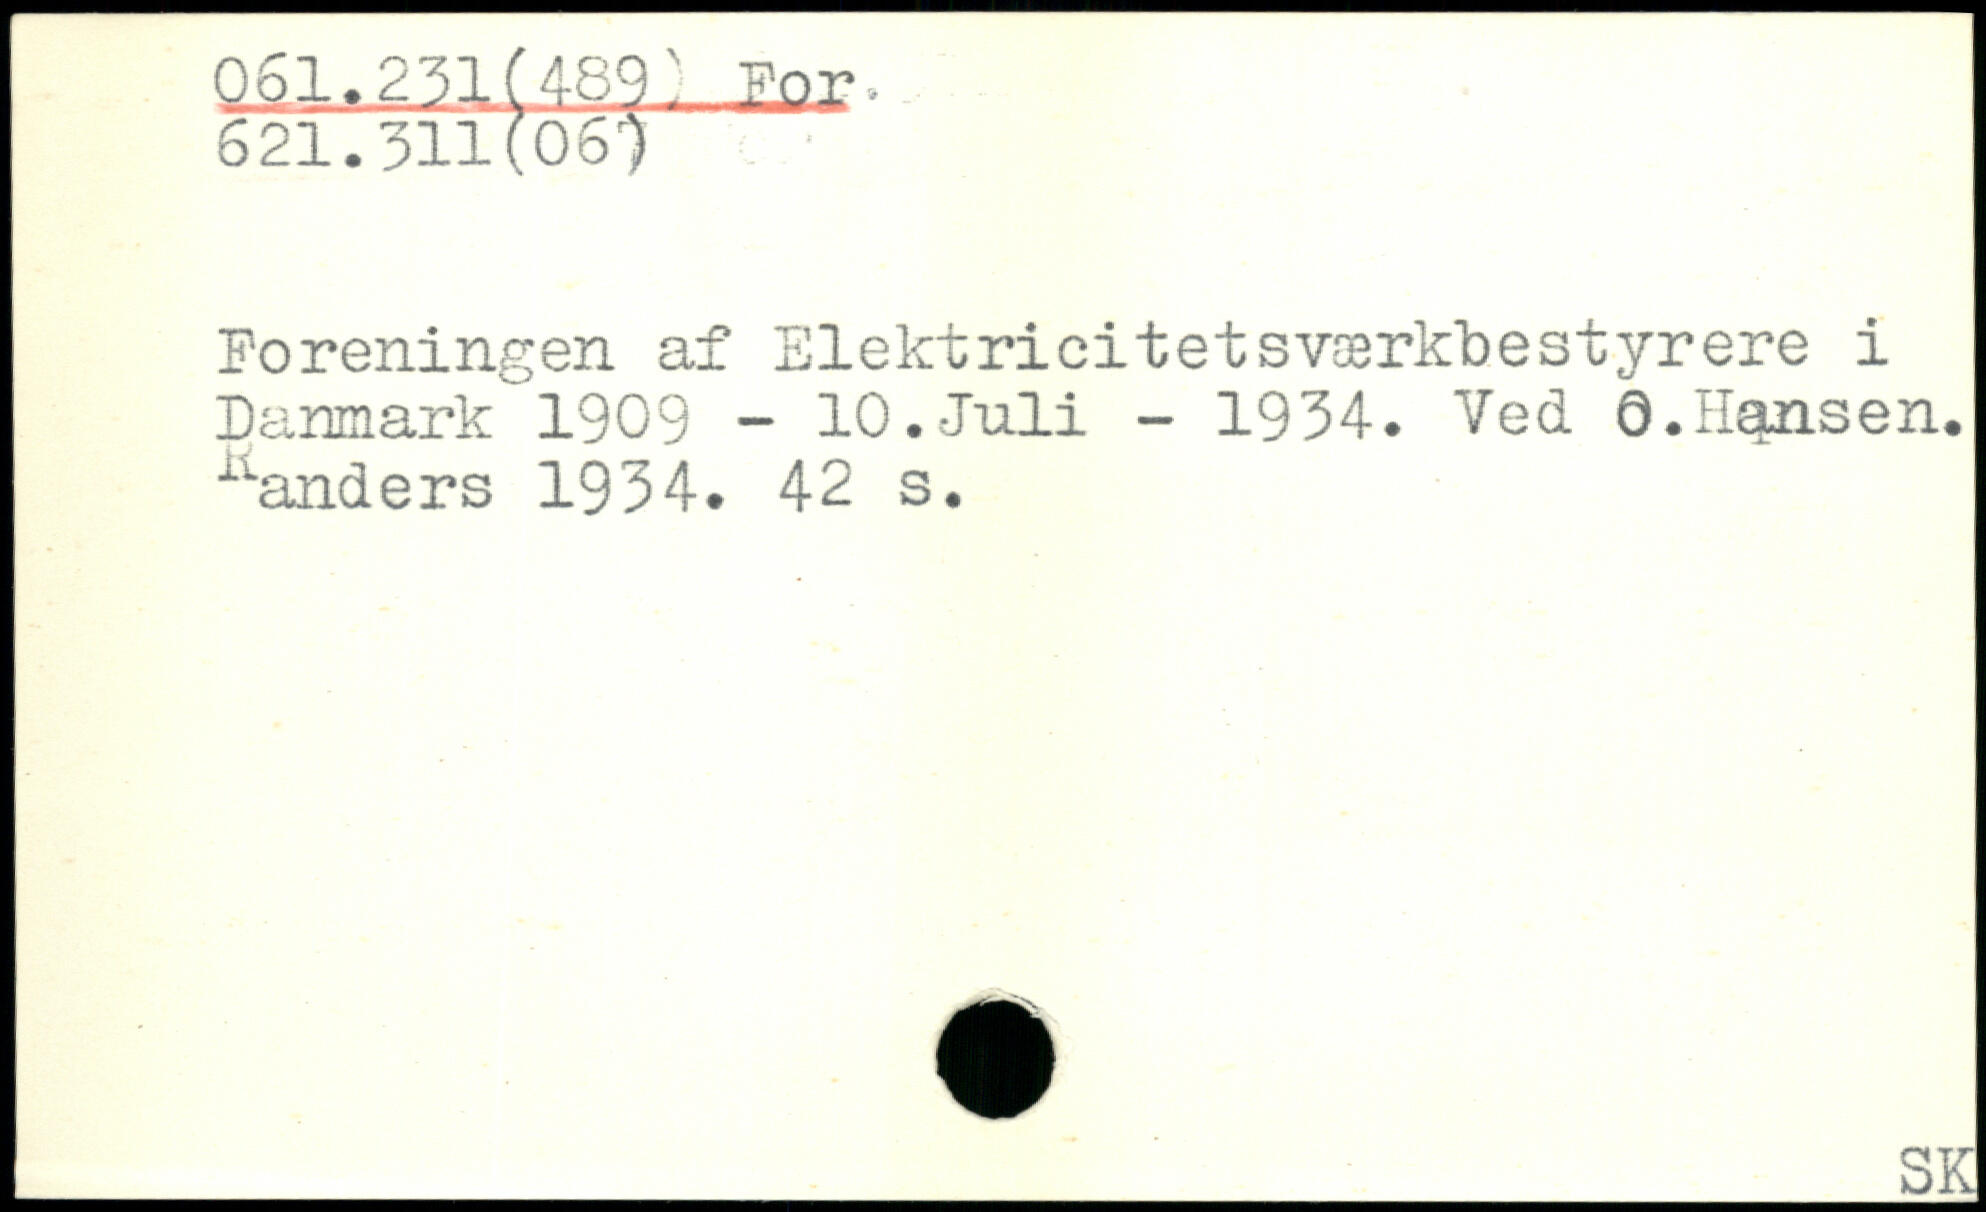 061.231(489) For.
621.311(06)
Foreningen af Elektricitetsværkbestyrere i
Danmark 1909 - 10.Juli - 1934. Ved O.Hansen.
Randers 1934. 42 s.
SK